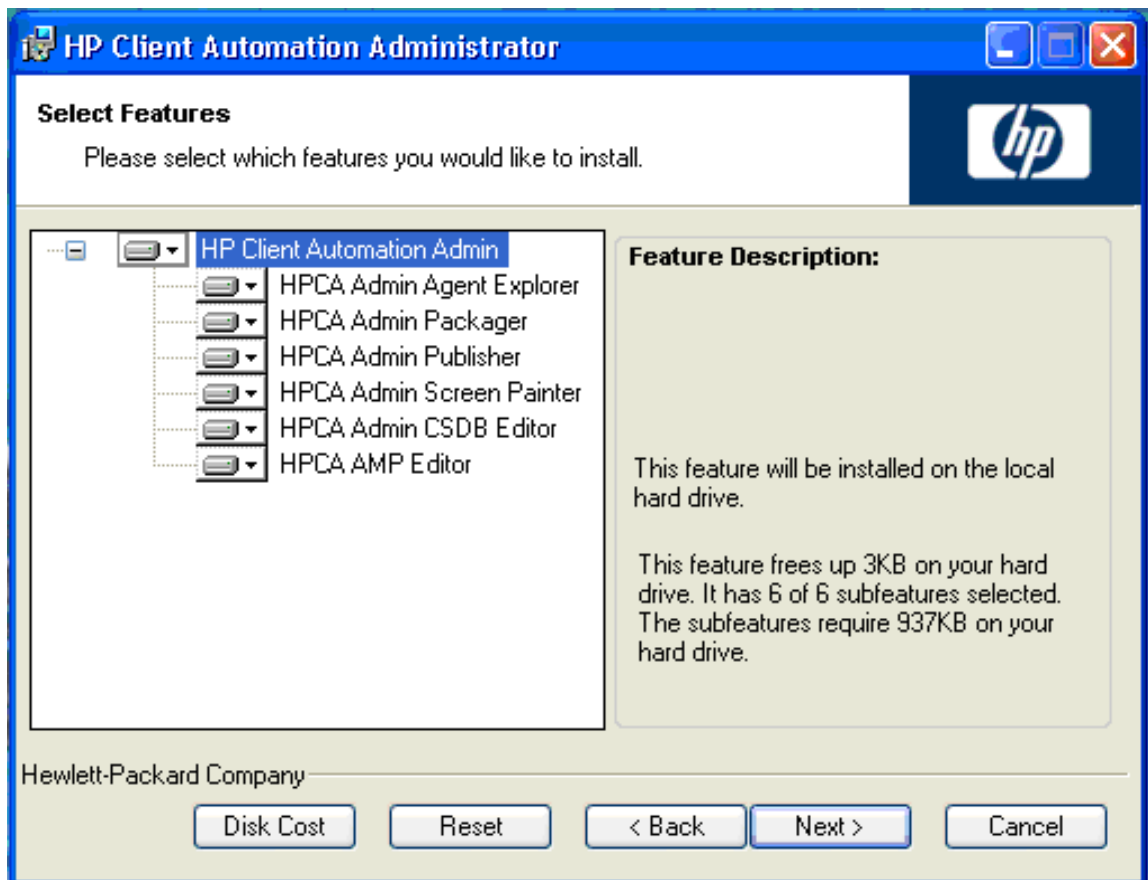 HP Client Automation Administrator
Select Features
Please select which features you would like to install.
hp
HP Client Automation Admin
HPCA Admin Agent Explorer
HPCA Admin Packager
HPCA Admin Publisher
HPCA Admin Screen Painter
HPCA Admin CSDB Editor
HPCA AMP Editor
Feature Description:
This feature will be installed on the local
hard drive.
This feature frees up 3KB on your hard
drive. It has 6 of 6 subfeatures selected.
The subfeatures require 937KB on your
hard drive.
Hewlett-Packard Company
Disk Cost
Reset
< Back
Next >
Cancel